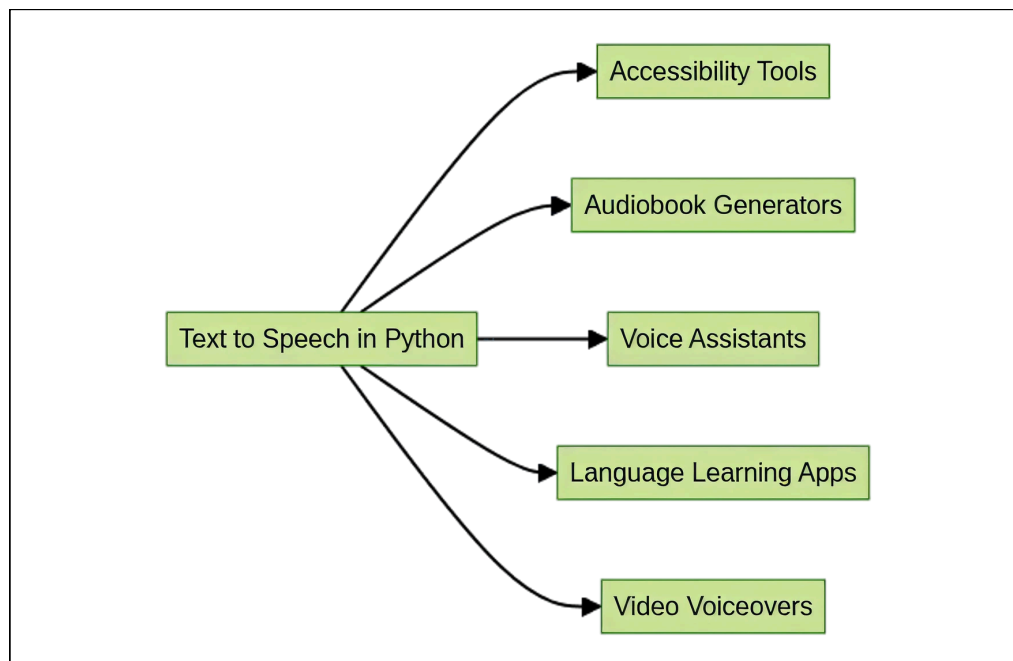 Accessibility Tools
Audiobook Generators
Text to Speech in Python
Voice Assistants
Language Learning Apps
Video Voiceovers